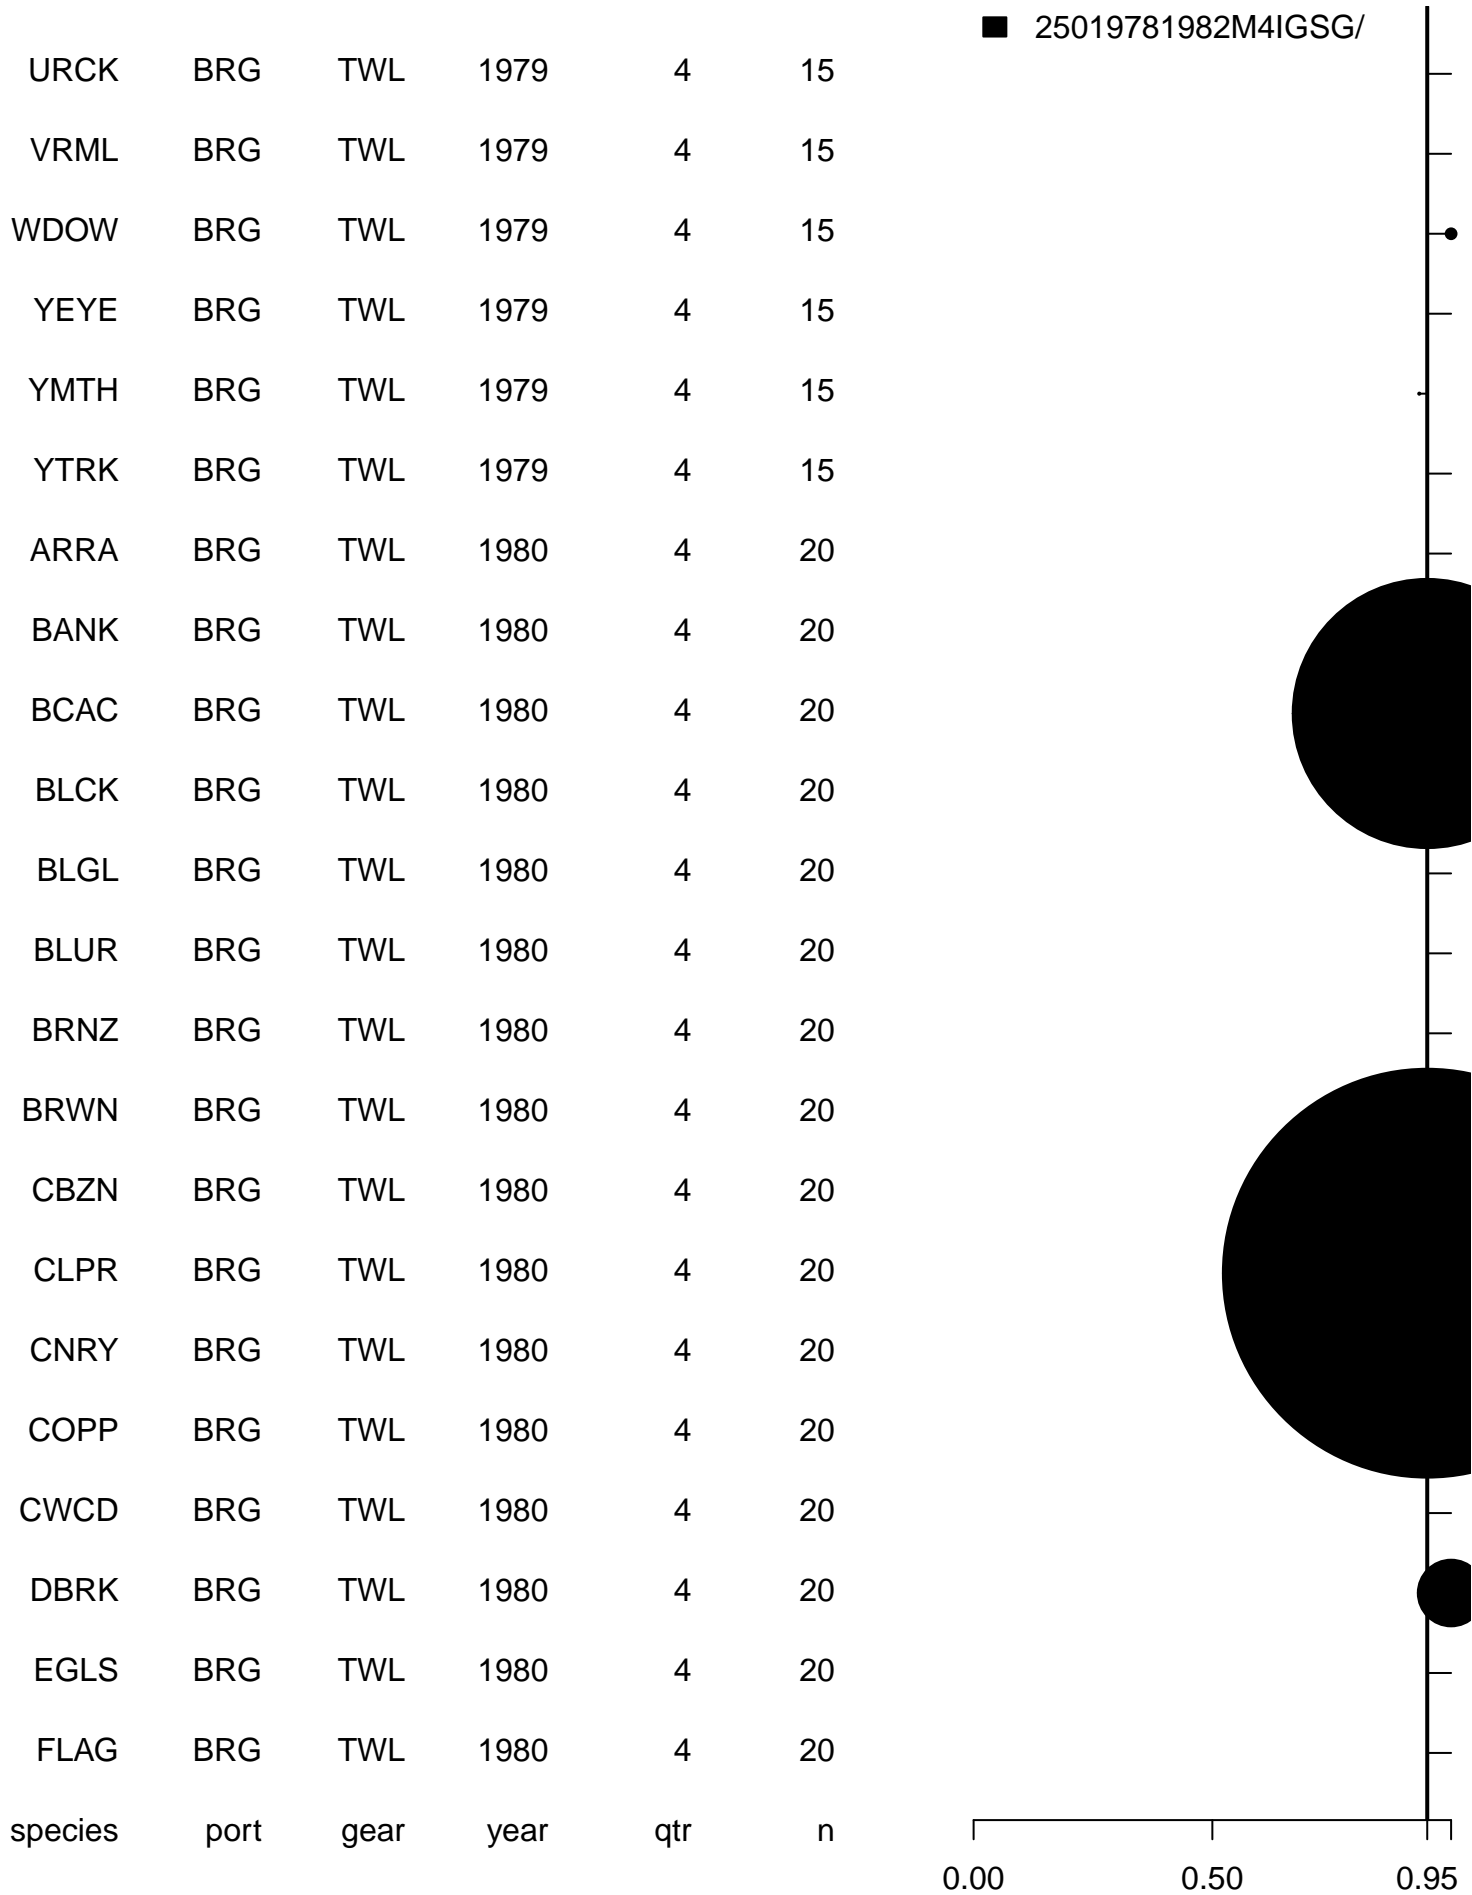 25019781982M4IGSG/
URCK BRG TWL 1979 4 15
VRML BRG TWL 1979 4 15
WDOW BRG TWL 1979 4 15
YEYE BRG TWL 1979 4 15
YMTH BRG TWL 1979 4 15
YTRK BRG TWL 1979 4 15
ARRA BRG TWL 1980 4 20
BANK BRG TWL 1980 4 20
BCAC BRG TWL 1980 4 20
BLCK BRG TWL 1980 4 20
BLGL BRG TWL 1980 4 20
BLUR BRG TWL 1980 4 20
BRNZ BRG TWL 1980 4 20
BRWN BRG TWL 1980 4 20
CBZN BRG TWL 1980 4 20
CLPR BRG TWL 1980 4 20
CNRY BRG TWL 1980 4 20
COPP BRG TWL 1980 4 20
CWCD BRG TWL 1980 4 20
DBRK BRG TWL 1980 4 20
EGLS BRG TWL 1980 4 20
FLAG BRG TWL 1980 4 20
species port gear year qtr n
0.00 0.50 0.95